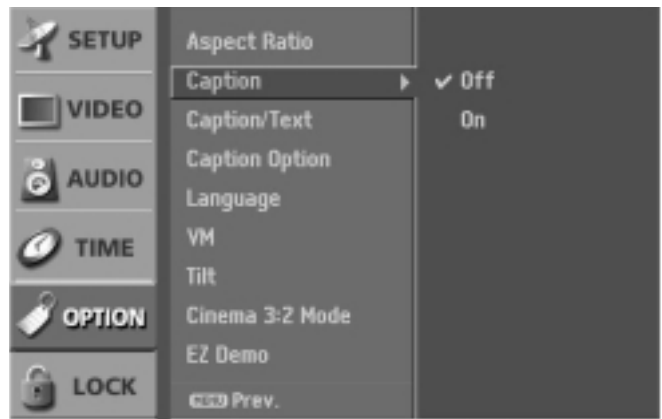 SETUP
VIDEO
AUDIO
TIME
OPTION
LOCK
Aspect Ratio
Caption
Caption/Text
Caption Option
Language
VM
Tilt
Cinema 3:2 Mode
EZ Demo
MENU Prev.
Off
On